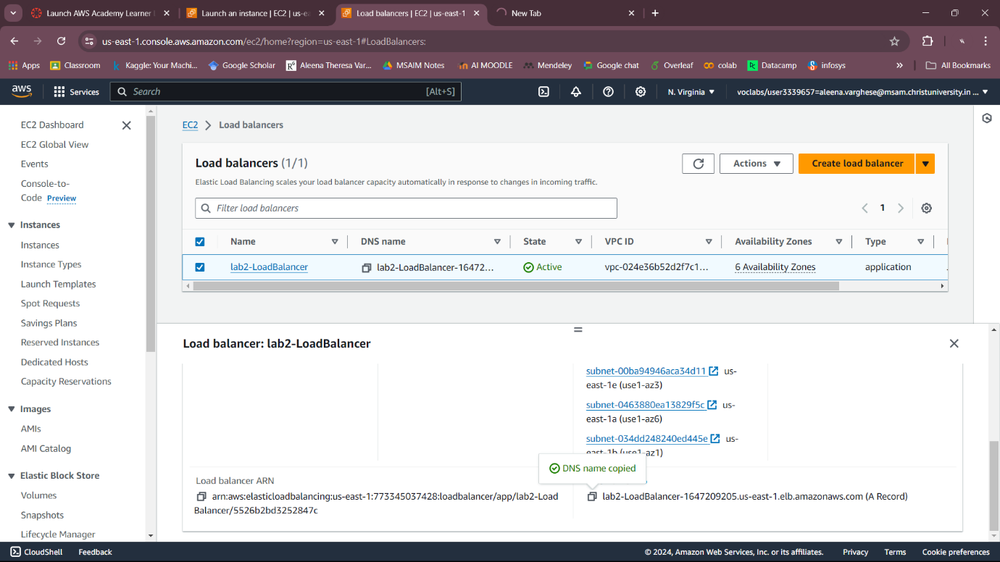 Launch AWS Academy Learner
Launch an instance | EC2 | us-ea
Load balancers | EC2 | us-east-1
New Tab
us-east-1.console.aws.amazon.com/ec2/home?region=us-east-1#LoadBalancers:
Apps
Classroom
Kaggle: Your Machi...
Google Scholar
Aleena Theresa Var...
MSAIM Notes
AI MOODLE
Mendeley
Google chat
Overleaf
colab
Datacamp
infosys
All Bookmarks
aws
Services
Search
[Alt+S]
N. Virginia
voclabs/user3339657=aleena.varghese@msam.christuniversity.in ...
EC2 Dashboard
EC2 Global View
Events
Console-to-
Code Preview
Instances
Instances
Instance Types
Launch Templates
Spot Requests
Savings Plans
Reserved Instances
Dedicated Hosts
Capacity Reservations
Images
AMIs
AMI Catalog
Elastic Block Store
Volumes
Snapshots
Lifecycle Manager
EC2 > Load balancers
Load balancers (1/1)
Actions
Create load balancer
Elastic Load Balancing scales your load balancer capacity automatically in response to changes in incoming traffic.
Filter load balancers
1
Name
DNS name
State
VPC ID
Availability Zones
Type
lab2-LoadBalancer
lab2-LoadBalancer-16472...
Active
vpc-024e36b52d2f7c1...
6 Availability Zones
application
Load balancer: lab2-LoadBalancer
subnet-00ba94946aca34d11 us-
east-1e (use1-az3)
subnet-0463880ea13829f5c us-
east-1a (use1-az6)
subnet-034dd248240ed445e us-
east-1b (use1-az1)
DNS name copied
Load balancer ARN
arn:aws:elasticloadbalancing:us-east-1:773345037428:loadbalancer/app/lab2-Load
Balancer/5526b2bd3252847c
lab2-LoadBalancer-1647209205.us-east-1.elb.amazonaws.com (A Record)
CloudShell
Feedback
© 2024, Amazon Web Services, Inc. or its affiliates.
Privacy
Terms
Cookie preferences